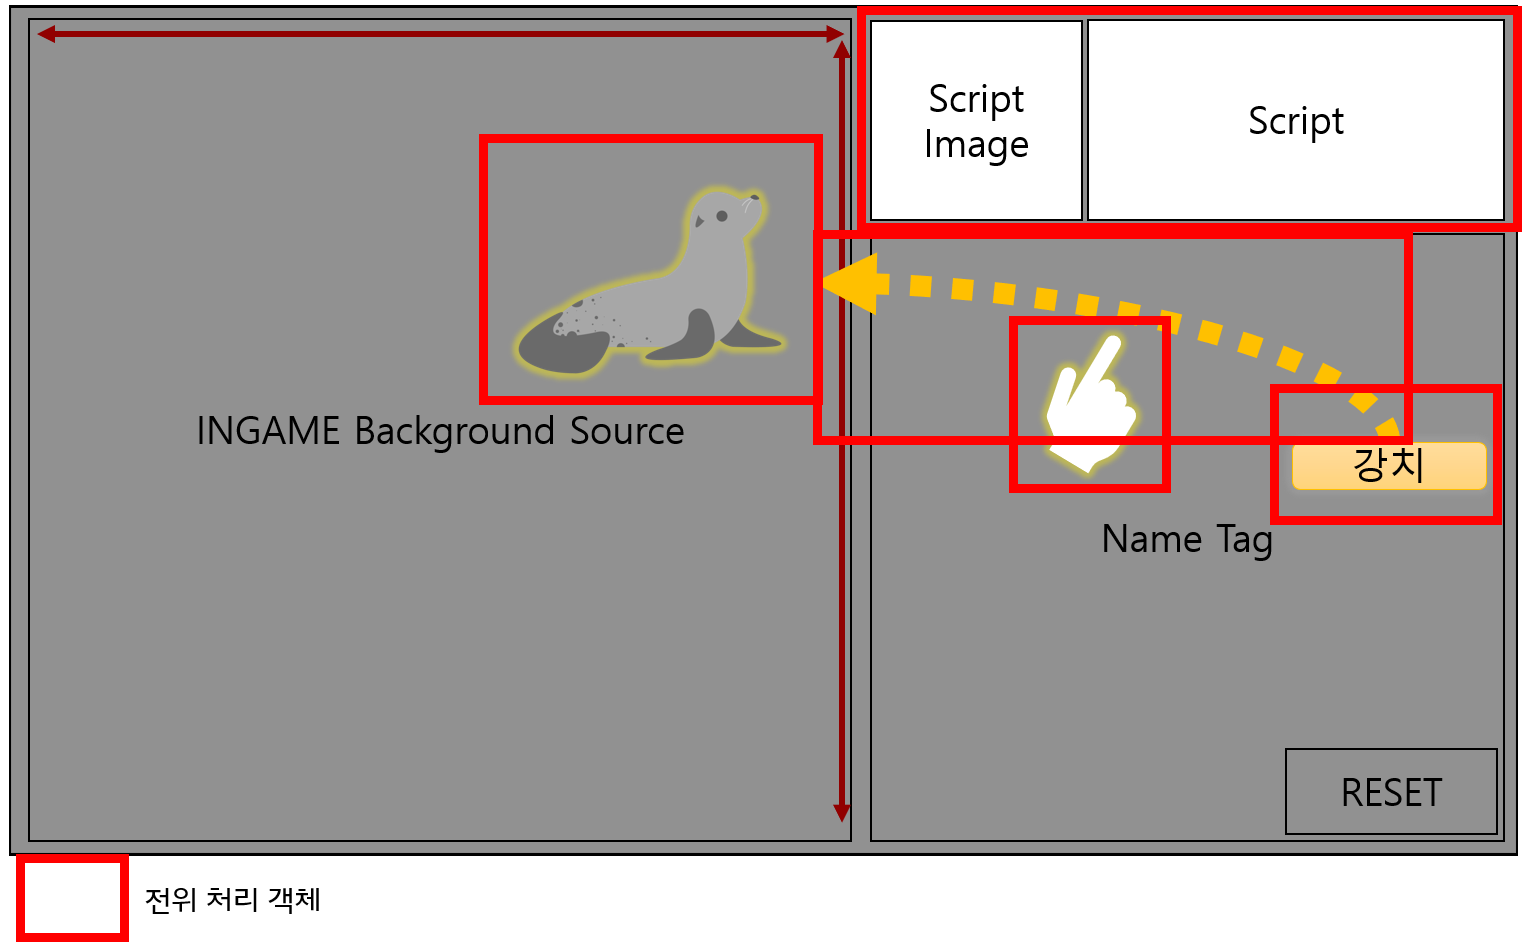 Script
Image
Script
INGAME Background Source
강치
Name Tag
RESET
전위 처리 객체